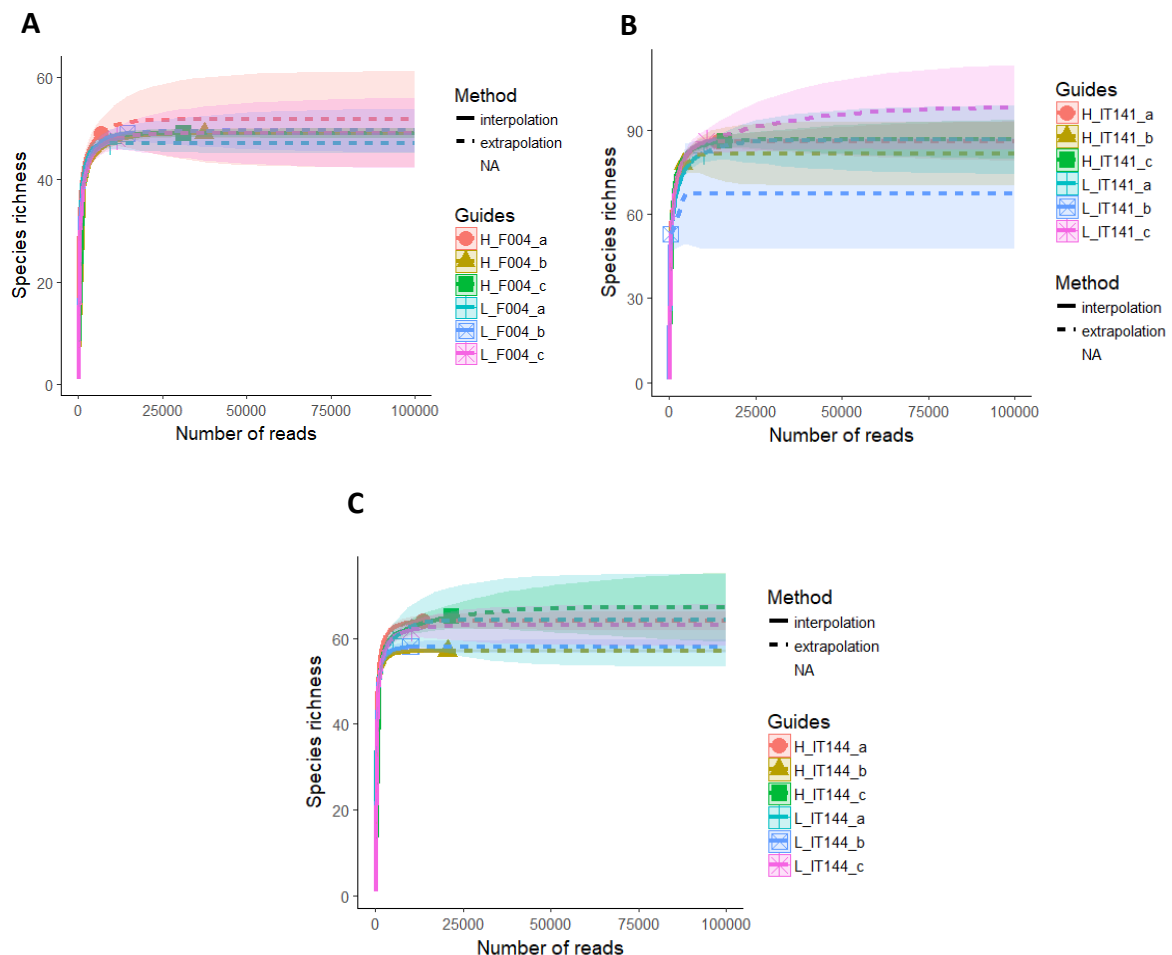 A
60
40
20
0
Species richness
0 25000 50000 75000 100000
Number of reads
Method
interpolation
extrapolation
NA
Guides
H_F004_a
H_F004_b
H_F004_c
L_F004_a
L_F004_b
L_F004_c
B
90
60
30
0
Species richness
0 25000 50000 75000 100000
Number of reads
Guides
H_IT141_a
H_IT141_b
H_IT141_c
L_IT141_a
L_IT141_b
L_IT141_c
Method
interpolation
extrapolation
NA
C
60
40
20
0
Species richness
0 25000 50000 75000 100000
Number of reads
Method
interpolation
extrapolation
NA
Guides
H_IT144_a
H_IT144_b
H_IT144_c
L_IT144_a
L_IT144_b
L_IT144_c